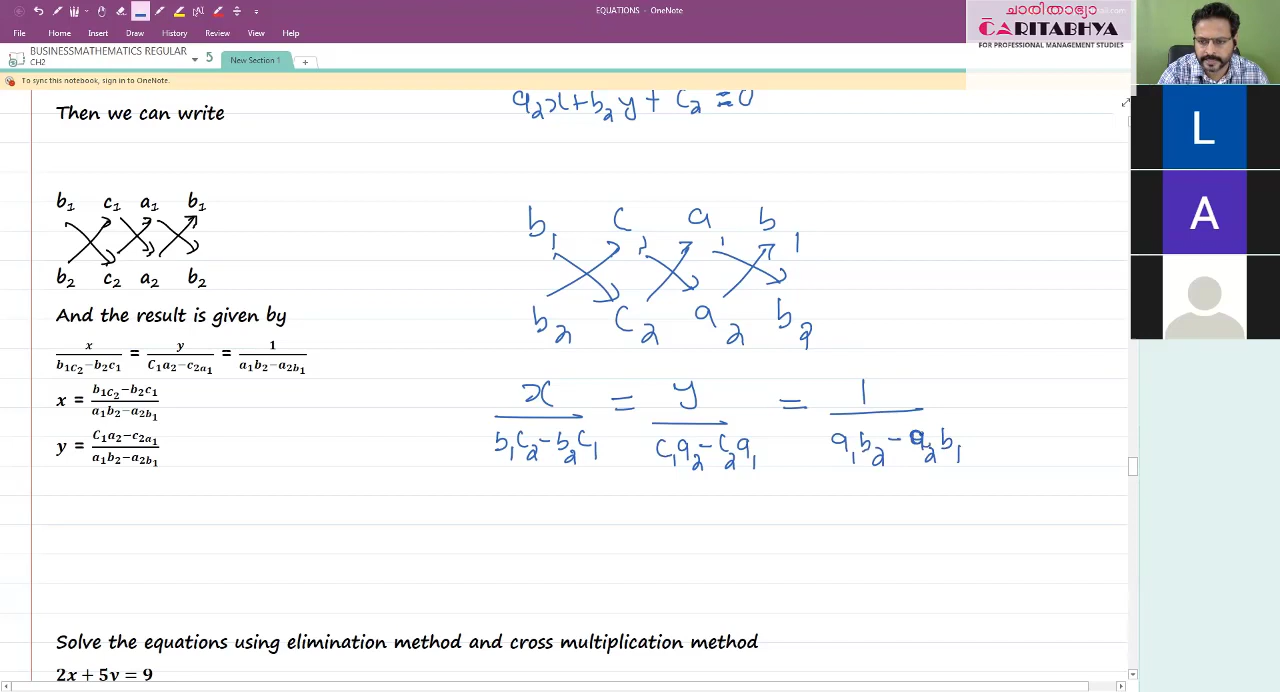 EQUATIONS - OneNote
ചാരിതാഭ്യാ
CARITABHYA
FOR PROFESSIONAL MANAGEMENT STUDIES
File Home Insert Draw History Review View Help
BUSINESSMATHEMATICS REGULAR
CH2
New Section 1
+
To sync this notebook, sign in to OneNote.
a₂x+b₂y + c₂ = 0
Then we can write
b₁ c₁ a₁ b₁
b₂ c₂ a₂ b₂
And the result is given by
x/(b₁c₂−b₂c₁) = y/(C₁a₂−c₂a₁) = 1/(a₁b₂−a₂b₁)
x = (b₁c₂−b₂c₁)/(a₁b₂−a₂b₁)
y = (C₁a₂−c₂a₁)/(a₁b₂−a₂b₁)
b₁ c₁ a₁ b₁
b₂ c₂ a₂ b₂
x/(b₁c₂−b₂c₁) = y/(c₁a₂−c₂a₁) = 1/(a₁b₂−a₂b₁)
Solve the equations using elimination method and cross multiplication method
2x + 5y = 9
L
A